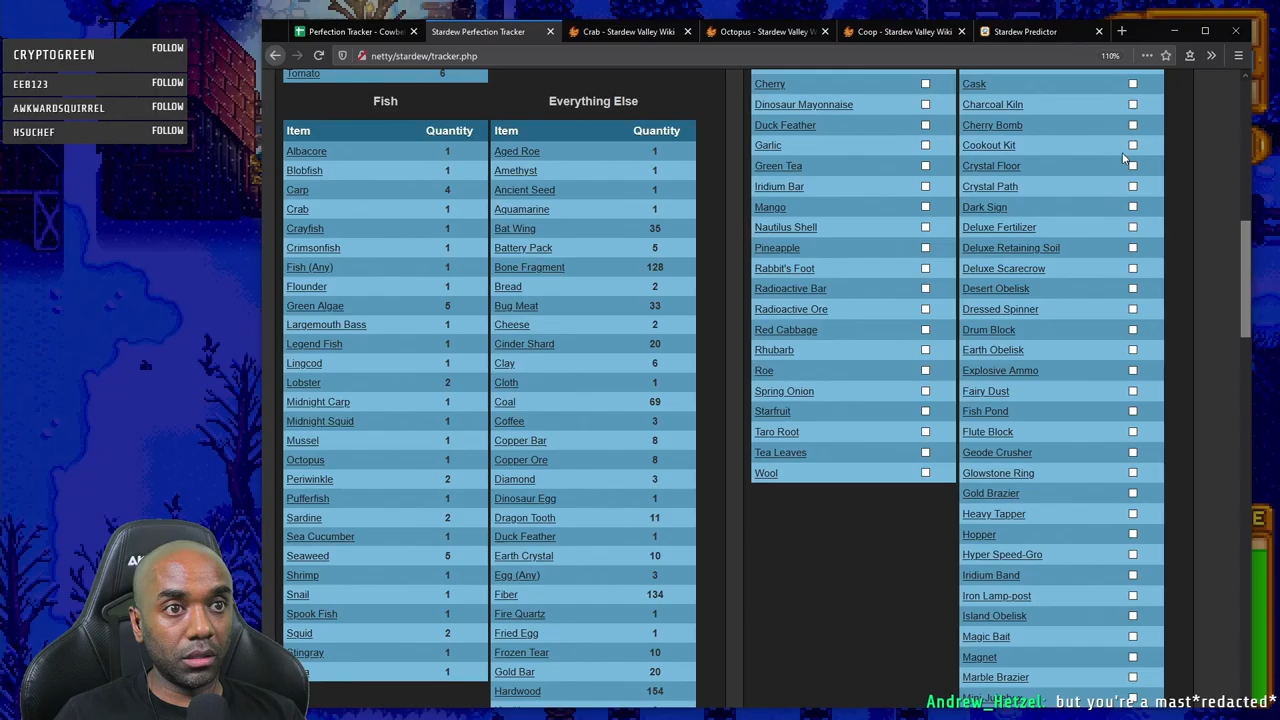 CRYPTOGREEN FOLLOW
EEB123 FOLLOW
AWKWARDSQUIRREL FOLLOW
HSUCHEF FOLLOW
Perfection Tracker - Cowbe
Stardew Perfection Tracker
Crab - Stardew Valley Wiki
Octopus - Stardew Valley W
Coop - Stardew Valley Wiki
Stardew Predictor
netty/stardew/tracker.php
110%
Tomato 6
Fish
Item Quantity
Albacore 1
Blobfish 1
Carp 4
Crab 1
Crayfish 1
Crimsonfish 1
Fish (Any) 1
Flounder 1
Green Algae 5
Largemouth Bass 1
Legend Fish 1
Lingcod 1
Lobster 2
Midnight Carp 1
Midnight Squid 1
Mussel 1
Octopus 1
Periwinkle 2
Pufferfish 1
Sardine 2
Sea Cucumber 1
Seaweed 5
Shrimp 1
Snail 1
Spook Fish 1
Squid 2
Stingray 1
1
Everything Else
Item Quantity
Aged Roe 1
Amethyst 1
Ancient Seed 1
Aquamarine 1
Bat Wing 35
Battery Pack 5
Bone Fragment 128
Bread 2
Bug Meat 33
Cheese 2
Cinder Shard 20
Clay 6
Cloth 1
Coal 69
Coffee 3
Copper Bar 8
Copper Ore 8
Diamond 3
Dinosaur Egg 1
Dragon Tooth 11
Duck Feather 1
Earth Crystal 10
Egg (Any) 3
Fiber 134
Fire Quartz 1
Fried Egg 1
Frozen Tear 10
Gold Bar 20
Hardwood 154
Cherry
Dinosaur Mayonnaise
Duck Feather
Garlic
Green Tea
Iridium Bar
Mango
Nautilus Shell
Pineapple
Rabbit's Foot
Radioactive Bar
Radioactive Ore
Red Cabbage
Rhubarb
Roe
Spring Onion
Starfruit
Taro Root
Tea Leaves
Wool
Cask
Charcoal Kiln
Cherry Bomb
Cookout Kit
Crystal Floor
Crystal Path
Dark Sign
Deluxe Fertilizer
Deluxe Retaining Soil
Deluxe Scarecrow
Desert Obelisk
Dressed Spinner
Drum Block
Earth Obelisk
Explosive Ammo
Fairy Dust
Fish Pond
Flute Block
Geode Crusher
Glowstone Ring
Gold Brazier
Heavy Tapper
Hopper
Hyper Speed-Gro
Iridium Band
Iron Lamp-post
Island Obelisk
Magic Bait
Magnet
Marble Brazier
Andrew_Hetzel: but you're a mast*redacted*